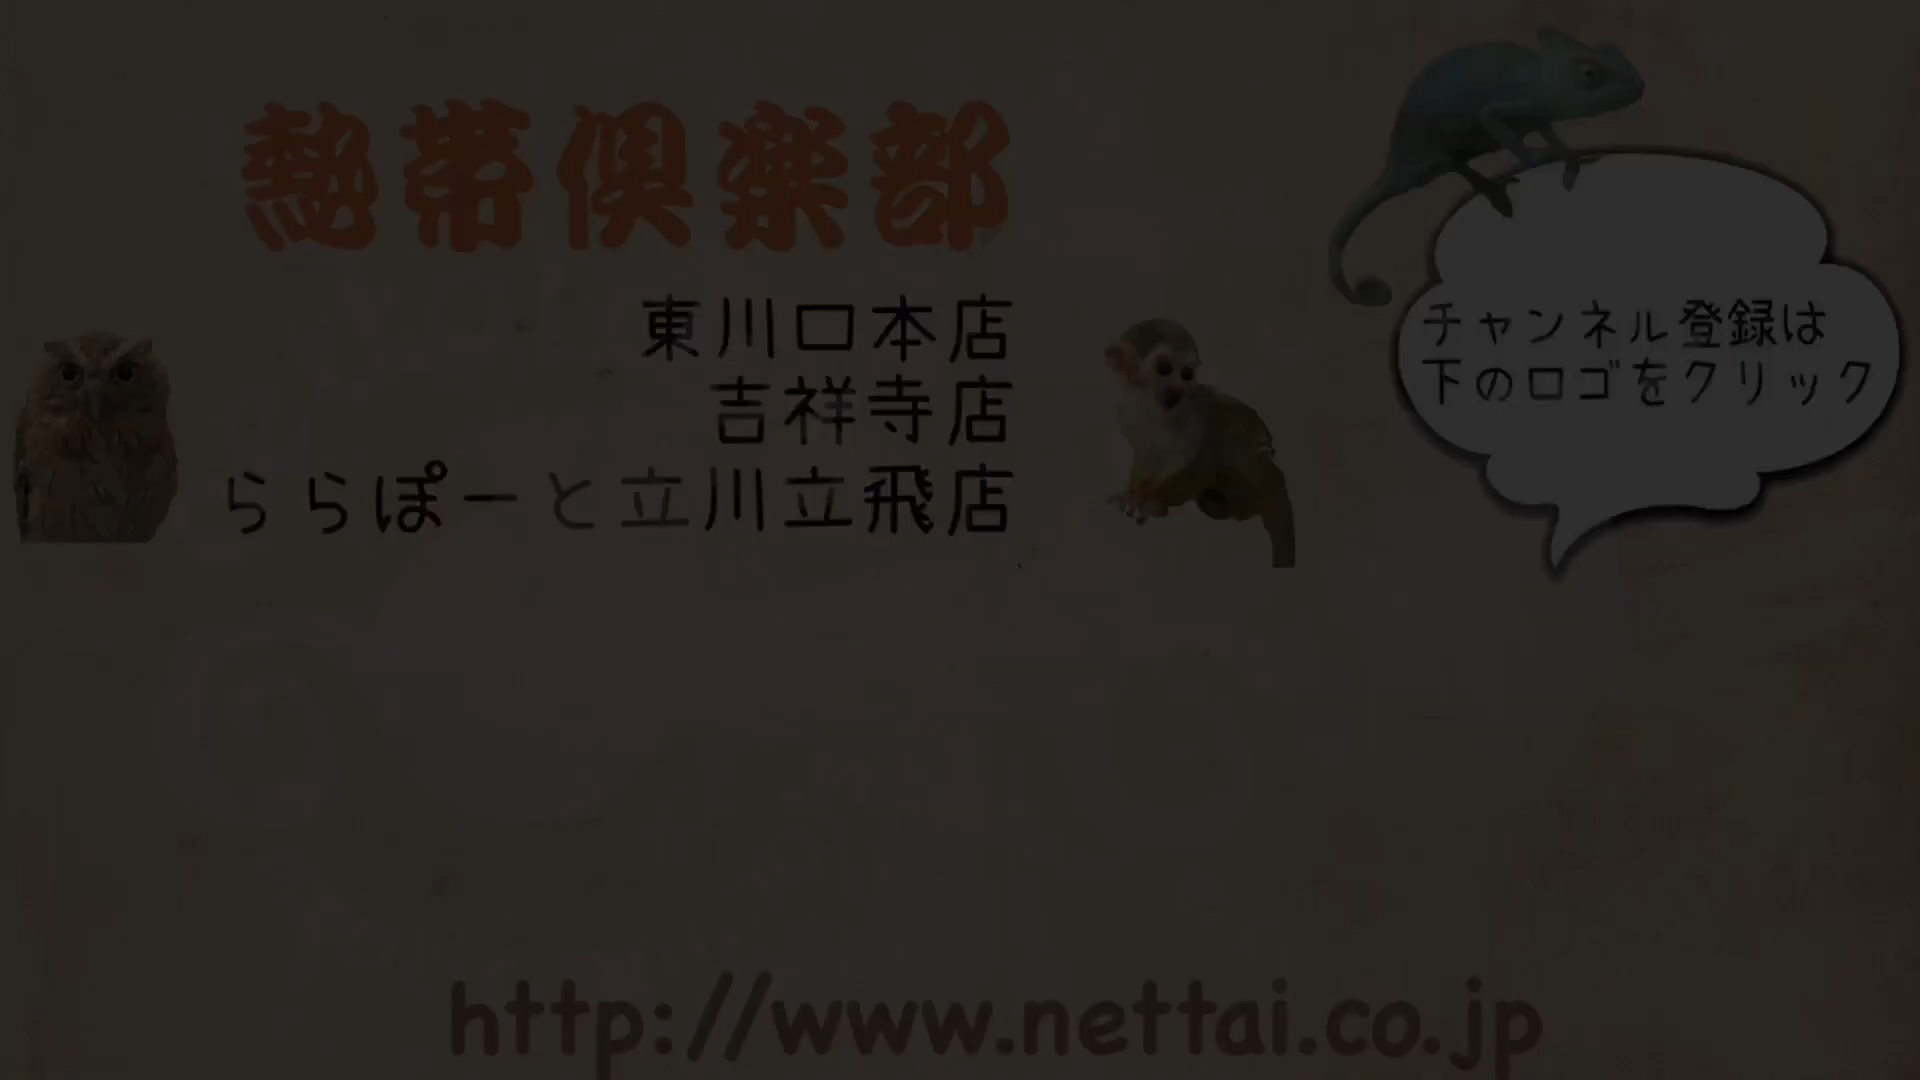 熱帯倶楽部
東川口本店
吉祥寺店
ららぽーと立川立飛店
チャンネル登録は
下のロゴをクリック
http://www.nettai.co.jp